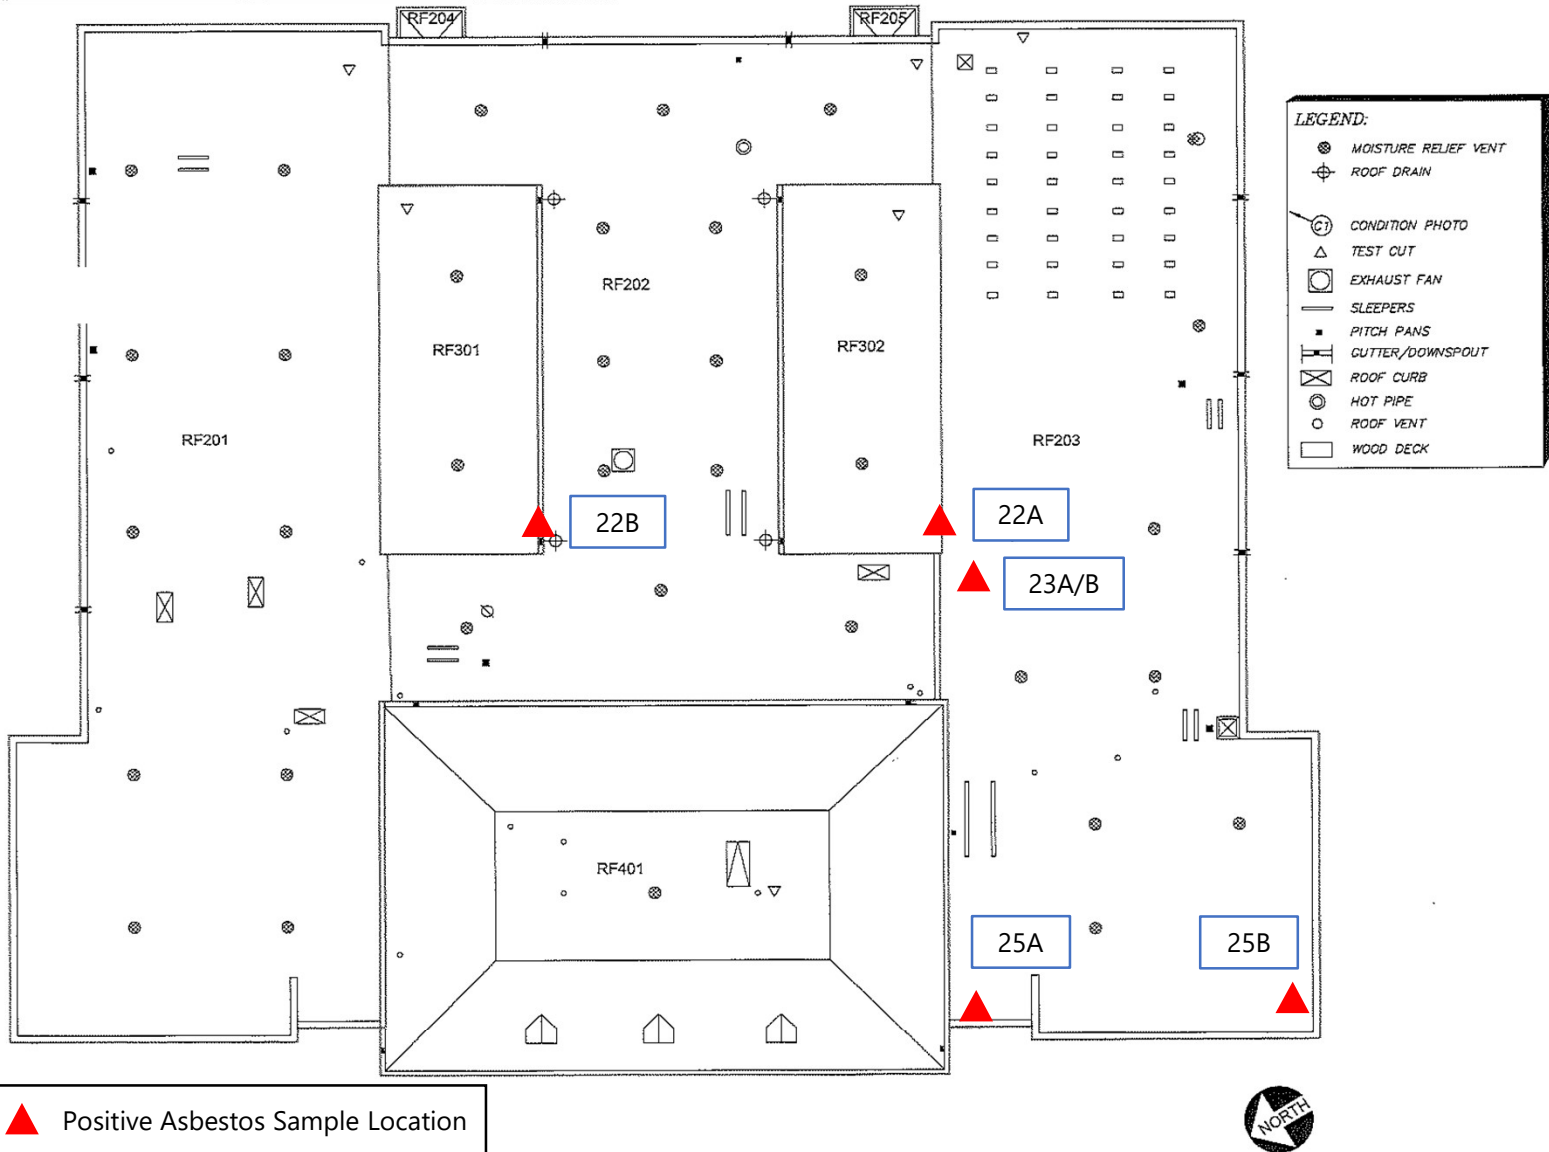 RF204
RF205
LEGEND:
MOISTURE RELIEF VENT
ROOF DRAIN
C1 CONDITION PHOTO
TEST CUT
EXHAUST FAN
SLEEPERS
PITCH PANS
GUTTER/DOWNSPOUT
ROOF CURB
HOT PIPE
ROOF VENT
WOOD DECK
RF202
RF301
RF302
RF201
RF203
22B
22A
23A/B
RF401
25A
25B
Positive Asbestos Sample Location
NORTH